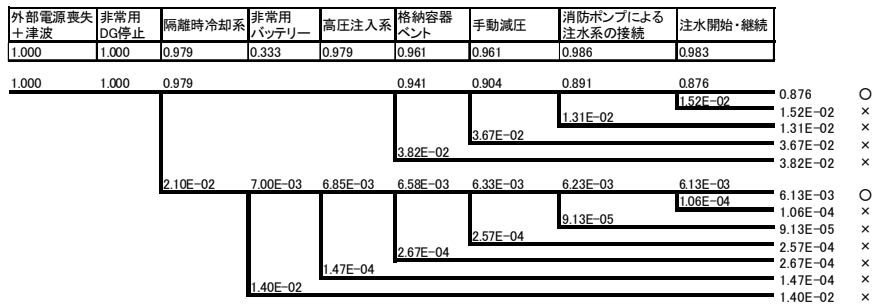 外部電源喪失＋津波 非常用DG停止 隔離時冷却系 非常用バッテリー 高圧注入系 格納容器ベント 手動減圧 消防ポンプによる注水系の接続 注水開始・継続
1.000 1.000 0.979 0.333 0.979 0.961 0.961 0.986 0.983
1.000 1.000 0.979 0.941 0.904 0.891 0.876
0.876 ○
1.52E-02
1.52E-02 ×
1.31E-02
1.31E-02 ×
3.67E-02
3.67E-02 ×
3.82E-02
3.82E-02 ×
2.10E-02 7.00E-03 6.85E-03 6.58E-03 6.33E-03 6.23E-03 6.13E-03
6.13E-03 ○
1.06E-04
1.06E-04 ×
9.13E-05
9.13E-05 ×
2.57E-04
2.57E-04 ×
2.67E-04
2.67E-04 ×
1.47E-04
1.47E-04 ×
1.40E-02
1.40E-02 ×